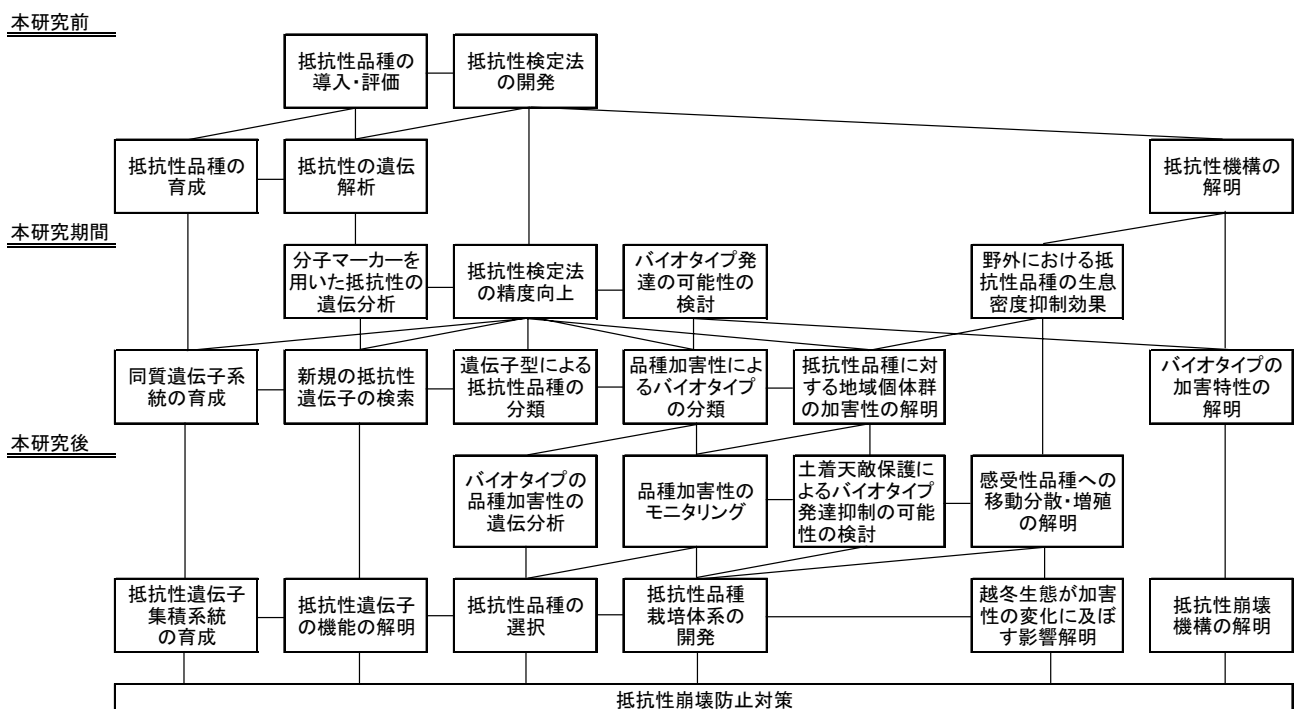 本研究前
抵抗性品種の
導入・評価
抵抗性検定法
の開発
抵抗性品種の
育成
抵抗性の遺伝
解析
抵抗性機構の
解明
本研究期間
分子マーカーを
用いた抵抗性の
遺伝分析
抵抗性検定法
の精度向上
バイオタイプ発
達の可能性の
検討
野外における抵
抗性品種の生息
密度抑制効果
同質遺伝子系
統の育成
新規の抵抗性
遺伝子の検索
遺伝子型による
抵抗性品種の
分類
品種加害性によ
るバイオタイプ
の分類
抵抗性品種に対
する地域個体群
の加害性の解明
バイオタイプの
加害特性の
解明
本研究後
バイオタイプの
品種加害性の
遺伝分析
品種加害性の
モニタリング
土着天敵保護に
よるバイオタイプ
発達抑制の可能
性の検討
感受性品種への
移動分散・増殖
の解明
抵抗性遺伝子
集積系統
の育成
抵抗性遺伝子
の機能の解明
抵抗性品種の
選択
抵抗性品種
栽培体系の
開発
越冬生態が加害
性の変化に及ぼ
す影響解明
抵抗性崩壊
機構の解明
抵抗性崩壊防止対策